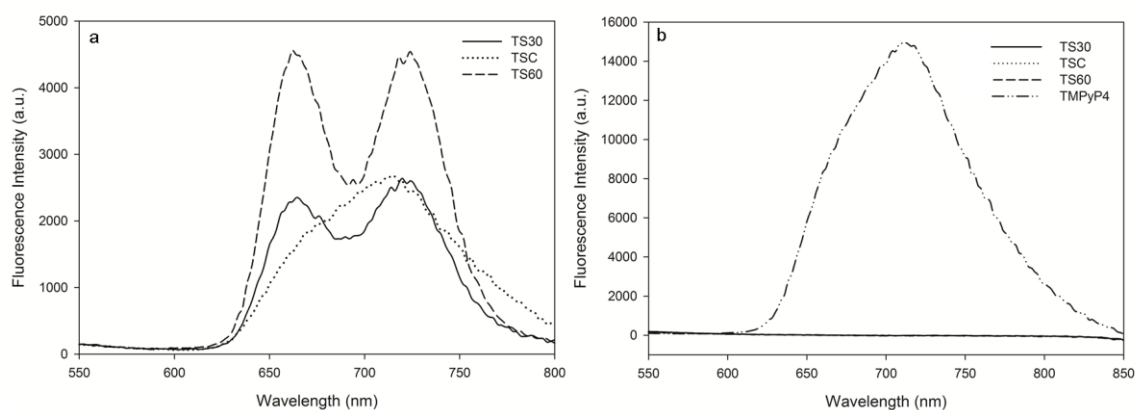 a
TS30
TSC
TS60
5000
4000
3000
2000
1000
0
Fluorescence Intensity (a.u.)
550 600 650 700 750 800
Wavelength (nm)
b
TS30
TSC
TS60
TMPyP4
16000
14000
12000
10000
8000
6000
4000
2000
0
Fluorescence Intensity (a.u.)
550 600 650 700 750 800 850
Wavelength (nm)